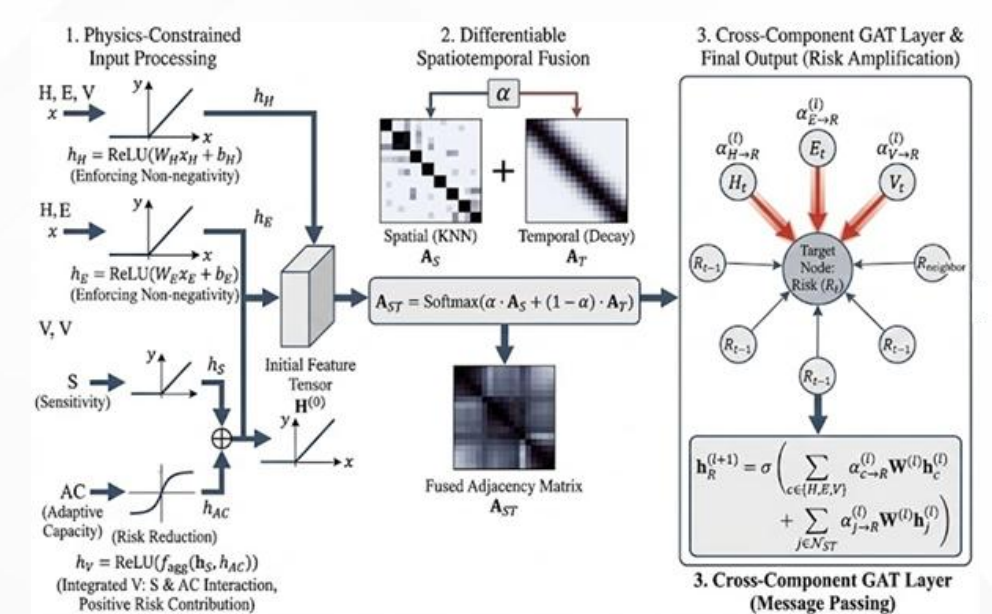 1. Physics-Constrained
Input Processing
H, E, V
x
y
x
h_H
h_H = ReLU(W_H x_H + b_H)
(Enforcing Non-negativity)
H,E
x
y
x
h_E
h_E = ReLU(W_E x_E + b_E)
(Enforcing Non-negativity)
V, V
S
(Sensitivity)
y
x
h_S
AC
(Adaptive
Capacity)
(Risk Reduction)
h_AC
⊕
y
x
h_V = ReLU(f_agg(h_S, h_AC))
(Integrated V: S & AC Interaction,
Positive Risk Contribution)
Initial Feature
Tensor
H^(0)
2. Differentiable
Spatiotemporal Fusion
α
+
Spatial (KNN)
A_S
Temporal (Decay)
A_T
A_ST = Softmax(α · A_S + (1 − α) · A_T)
Fused Adjacency Matrix
A_ST
3. Cross-Component GAT Layer &
Final Output (Risk Amplification)
α_{H→R}^{(l)}
α_{E→R}^{(l)}
α_{V→R}^{(l)}
H_t
E_t
V_t
R_{t−1}
Target
Node:
Risk (R_t)
R_neighbor
R_{t−1}
R_{t−1}
R_{t−1}
h_R^{(l+1)} = σ ( ∑_{c∈{H,E,V}} α_{c→R}^{(l)} W^{(l)} h_c^{(l)}
+ ∑_{j∈N_ST} α_{j→R}^{(l)} W^{(l)} h_j^{(l)} )
3. Cross-Component GAT Layer
(Message Passing)